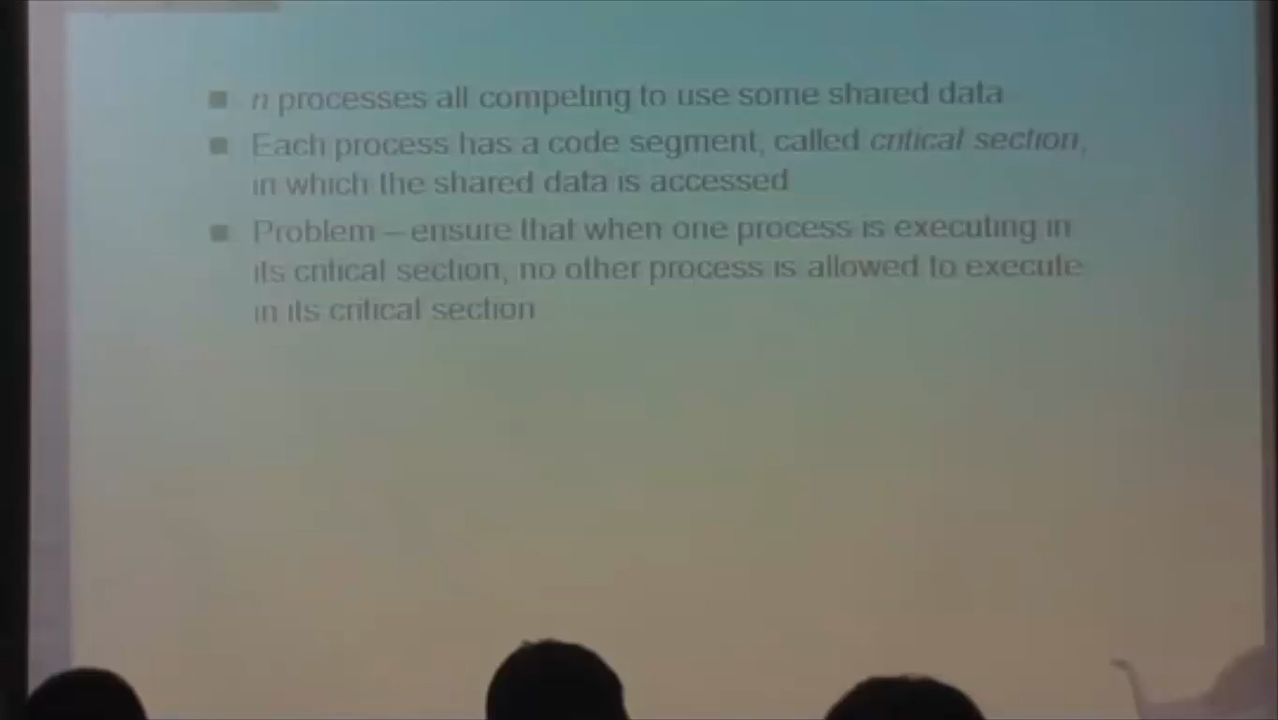 n processes all competing to use some shared data
Each process has a code segment, called critical section,
in which the shared data is accessed
Problem – ensure that when one process is executing in
its critical section, no other process is allowed to execute
in its critical section